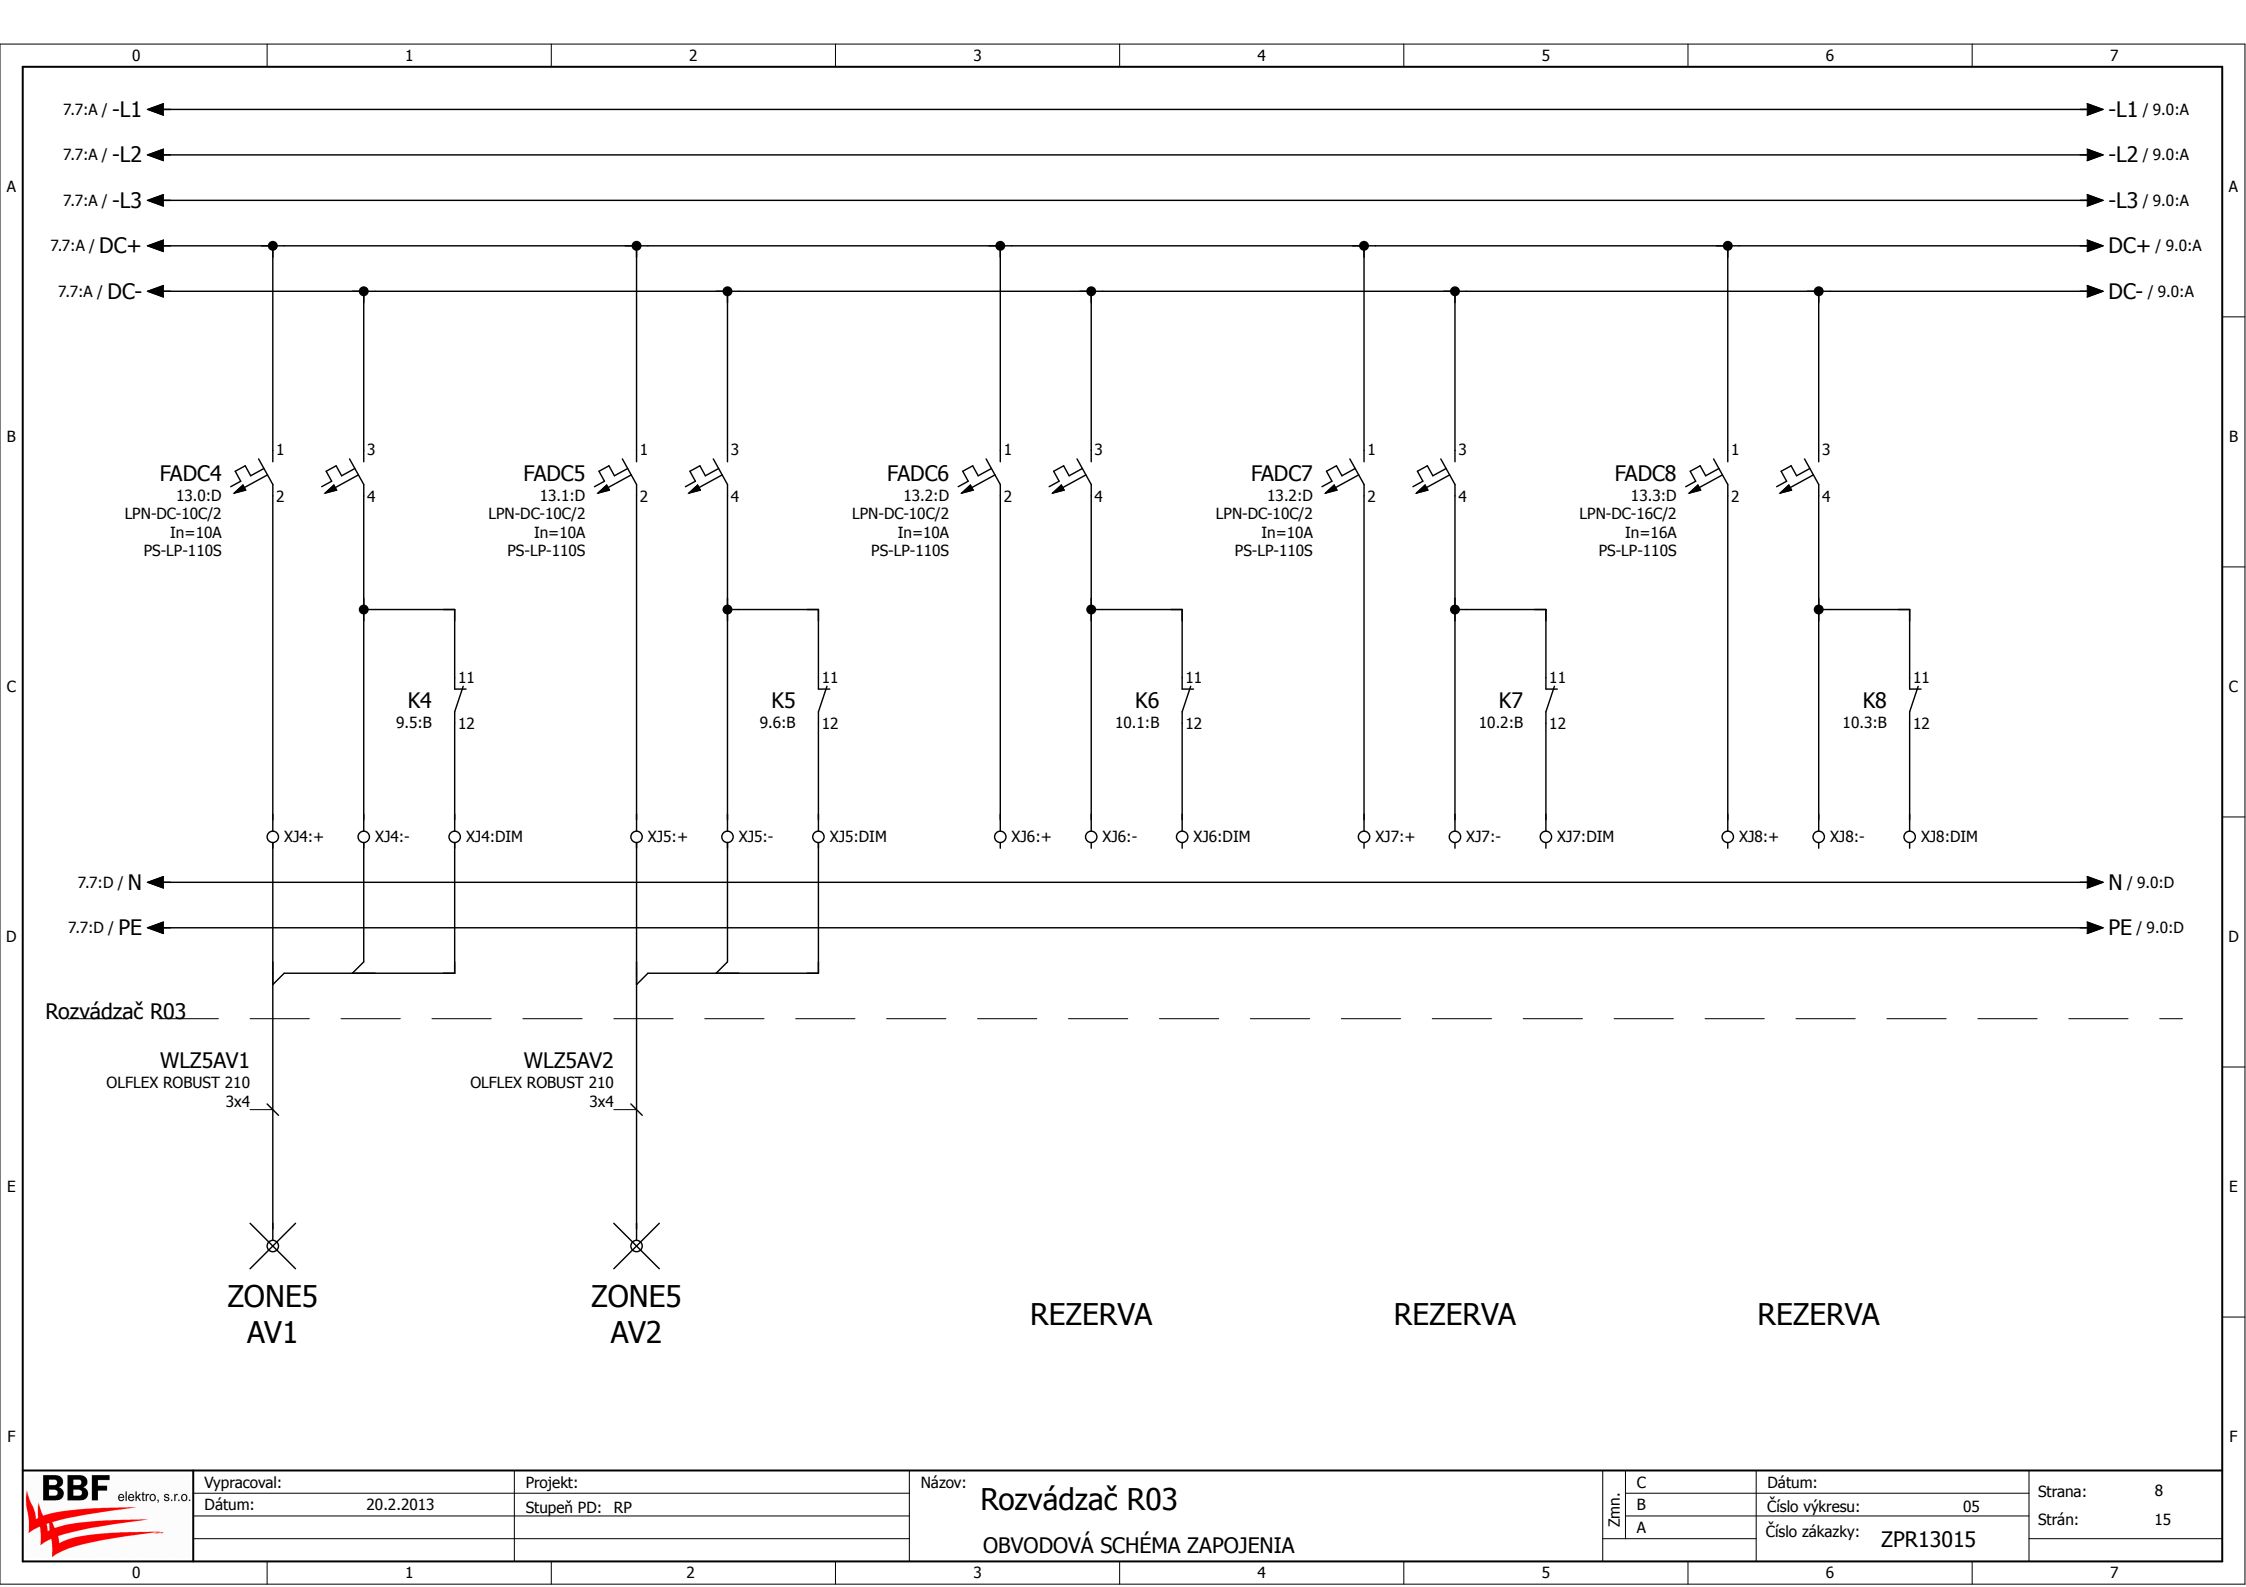 0 1 2 3 4 5 6 7
7.7:A / -L1 -L1 / 9.0:A
7.7:A / -L2 -L2 / 9.0:A
A A
7.7:A / -L3 -L3 / 9.0:A
7.7:A / DC+ DC+ / 9.0:A
7.7:A / DC- DC- / 9.0:A
B B
1 3 1 3 1 3 1 3 1 3
FADC4 FADC5 FADC6 FADC7 FADC8
13.0:D 2 4 13.1:D 2 4 13.2:D 2 4 13.2:D 2 4 13.3:D 2 4
LPN-DC-10C/2 LPN-DC-10C/2 LPN-DC-10C/2 LPN-DC-10C/2 LPN-DC-16C/2
In=10A In=10A In=10A In=10A In=16A
PS-LP-110S PS-LP-110S PS-LP-110S PS-LP-110S PS-LP-110S
11 11 11 11 11
C C
K4 K5 K6 K7 K8
9.5:B 12 9.6:B 12 10.1:B 12 10.2:B 12 10.3:B 12
XJ4:+ XJ4:- XJ4:DIM XJ5:+ XJ5:- XJ5:DIM XJ6:+ XJ6:- XJ6:DIM XJ7:+ XJ7:- XJ7:DIM XJ8:+ XJ8:- XJ8:DIM
7.7:D / N N / 9.0:D
7.7:D / PE PE / 9.0:D
D D
Rozvádzač R03
WLZ5AV1 WLZ5AV2
OLFLEX ROBUST 210 OLFLEX ROBUST 210
3x4 3x4
E E
ZONE5 ZONE5
AV1 AV2
REZERVA REZERVA REZERVA
F F
BBF elektro, s.r.o.
Vypracoval:
Dátum: 20.2.2013
Projekt:
Stupeň PD: RP
Názov: Rozvádzač R03
OBVODOVÁ SCHÉMA ZAPOJENIA
Zmn.
C
B
A
Dátum:
Číslo výkresu: 05
Číslo zákazky: ZPR13015
Strana: 8
Strán: 15
0 1 2 3 4 5 6 7